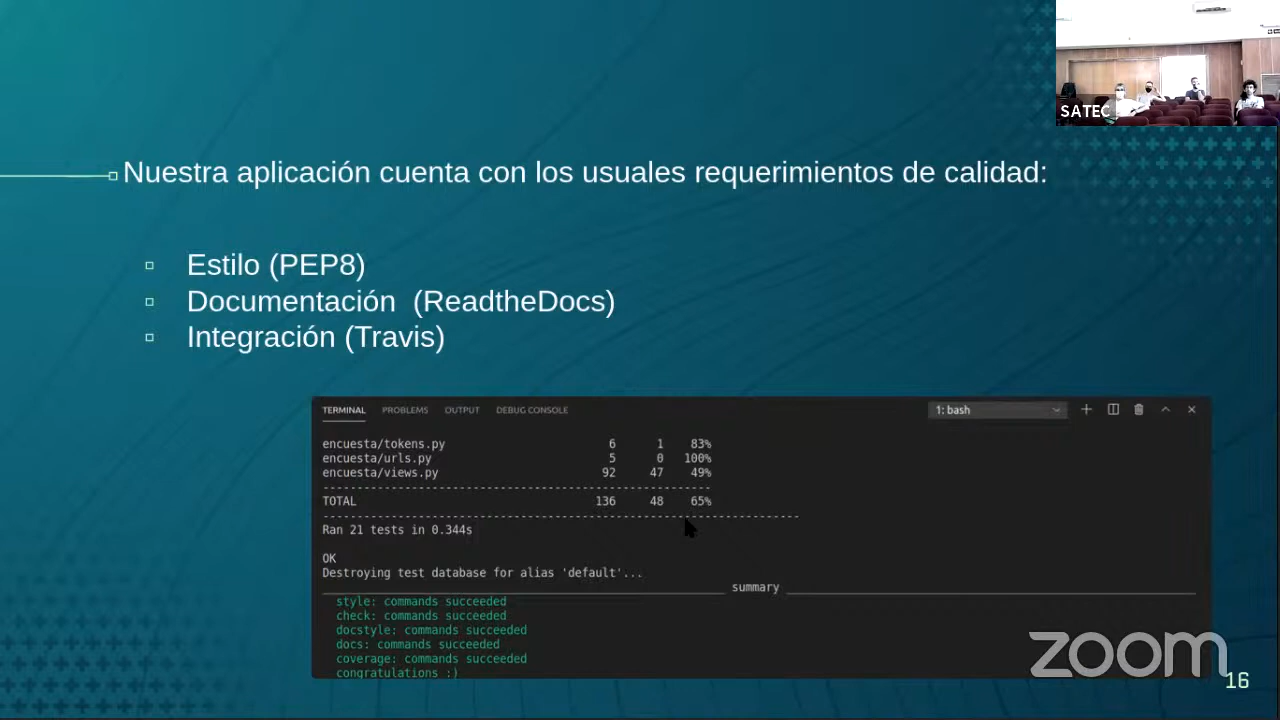 SATEC
Nuestra aplicación cuenta con los usuales requerimientos de calidad:
Estilo (PEP8)
Documentación (ReadtheDocs)
Integración (Travis)
TERMINAL PROBLEMS OUTPUT DEBUG CONSOLE 1: bash
encuesta/tokens.py 6 1 83%
encuesta/urls.py 5 0 100%
encuesta/views.py 92 47 49%
TOTAL 136 48 65%
Ran 21 tests in 0.344s
OK
Destroying test database for alias 'default'...
summary
style: commands succeeded
check: commands succeeded
docstyle: commands succeeded
docs: commands succeeded
coverage: commands succeeded
congratulations :)
zoom
16